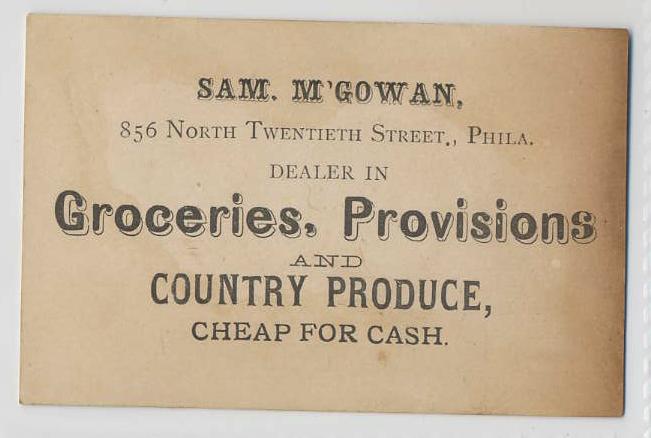 SAM. M'GOWAN,
856 NORTH TWENTIETH STREET., PHILA.
DEALER IN
Groceries, Provisions
AND
COUNTRY PRODUCE,
CHEAP FOR CASH.